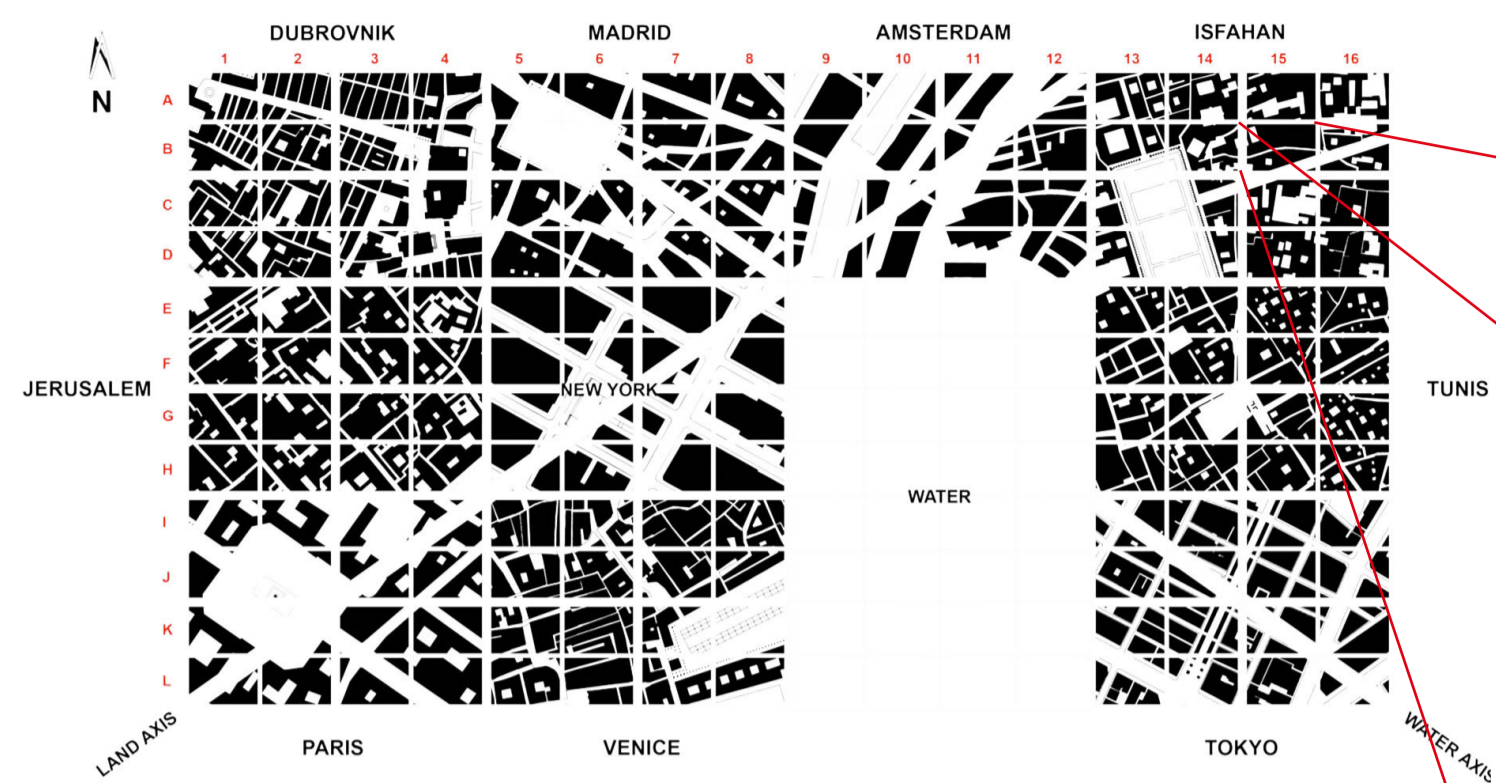 DUBROVNIK MADRID AMSTERDAM ISFAHAN
1 2 3 4 5 6 7 8 9 10 11 12 13 14 15 16
N
A
B
C
D
E
F
JERUSALEM NEW YORK TUNIS
G
H
WATER
I
J
K
L
LAND AXIS WATER AXIS
PARIS VENICE TOKYO